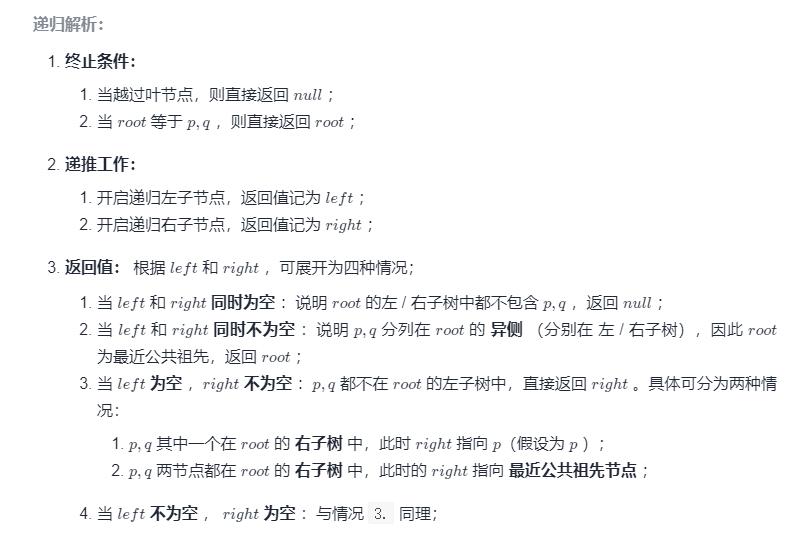 递归解析：
1. 终止条件：
1. 当越过叶节点，则直接返回 null ；
2. 当 root 等于 p, q ，则直接返回 root ；
2. 递推工作：
1. 开启递归左子节点，返回值记为 left ；
2. 开启递归右子节点，返回值记为 right ；
3. 返回值： 根据 left 和 right ，可展开为四种情况；
1. 当 left 和 right 同时为空 ：说明 root 的左 / 右子树中都不包含 p, q ，返回 null ；
2. 当 left 和 right 同时不为空 ：说明 p, q 分列在 root 的 异侧 （分别在 左 / 右子树），因此 root
为最近公共祖先，返回 root ；
3. 当 left 为空 ，right 不为空 ：p, q 都不在 root 的左子树中，直接返回 right 。具体可分为两种情
况：
1. p, q 其中一个在 root 的 右子树 中，此时 right 指向 p（假设为 p ）；
2. p, q 两节点都在 root 的 右子树 中，此时的 right 指向 最近公共祖先节点 ；
4. 当 left 不为空 ， right 为空 ：与情况 3. 同理；